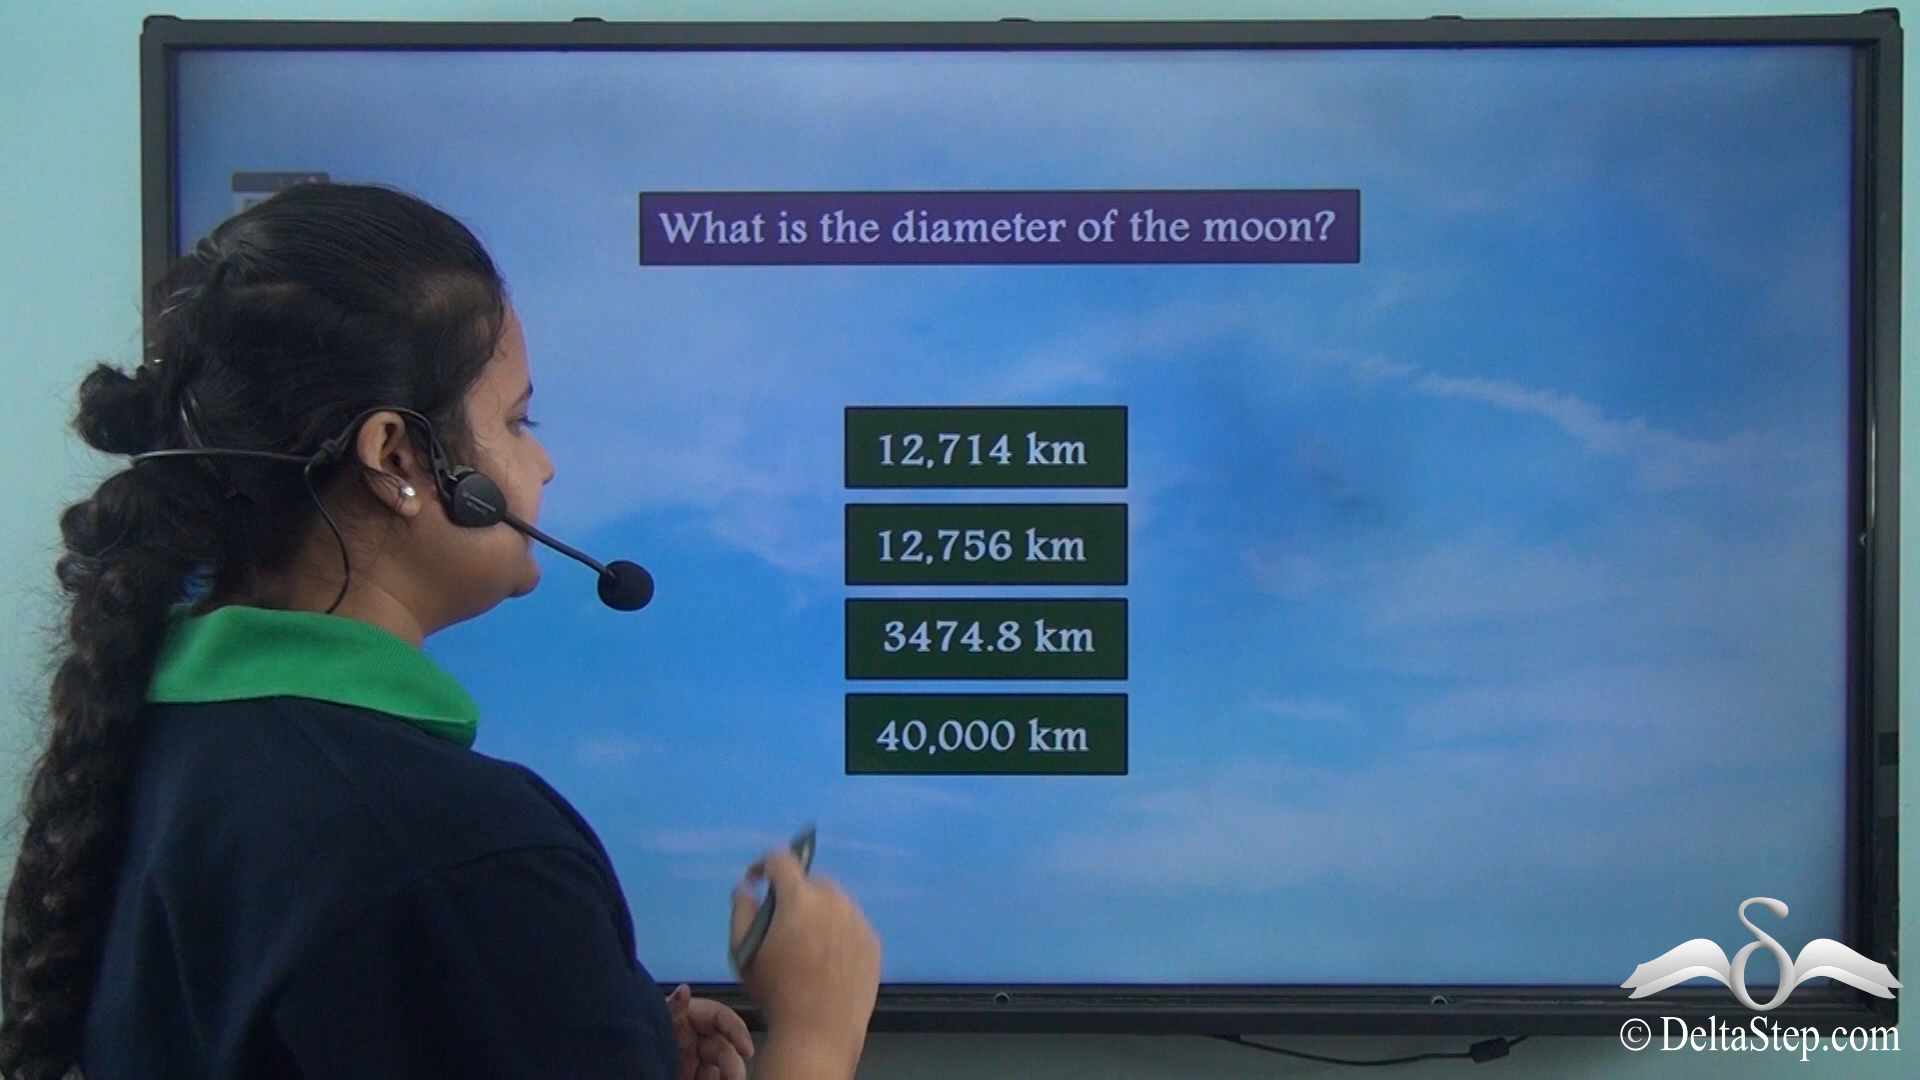 What is the diameter of the moon?
12,714 km
12,756 km
3474.8 km
40,000 km
© DeltaStep.com